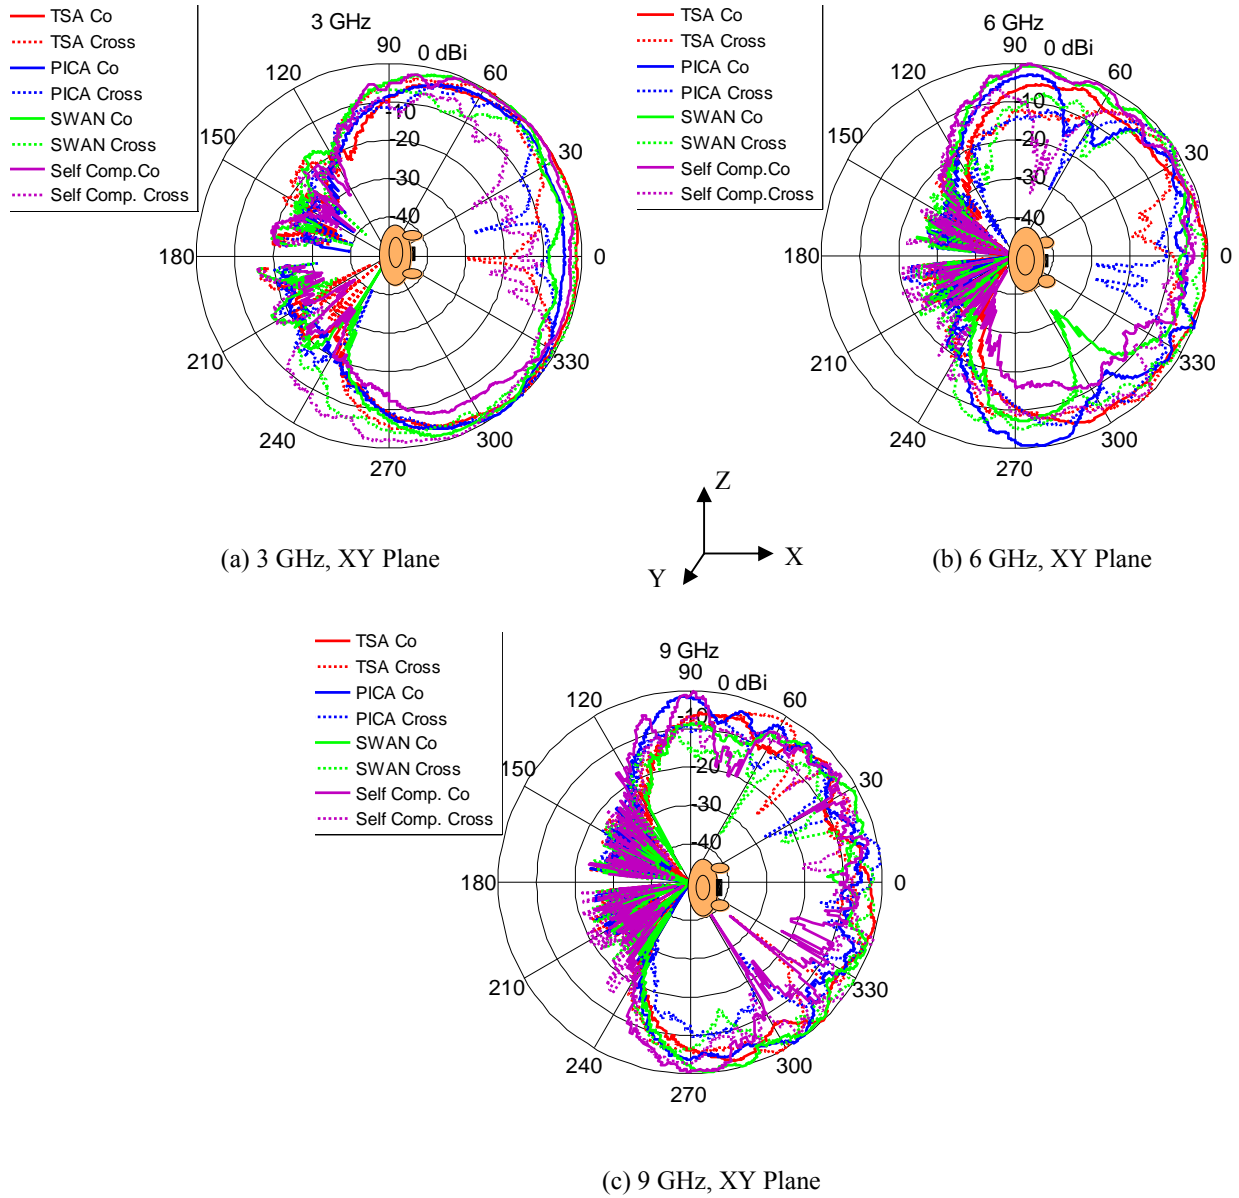 TSA Co
TSA Cross
PICA Co
PICA Cross
SWAN Co
SWAN Cross
Self Comp.Co
Self Comp. Cross
3 GHz
90 0 dBi
120 60
150 30
-10
-20
-30
-40
180 0
210 330
240 300
270
(a) 3 GHz, XY Plane
TSA Co
TSA Cross
PICA Co
PICA Cross
SWAN Co
SWAN Cross
Self Comp.Co
Self Comp.Cross
6 GHz
90 0 dBi
120 60
150 30
-10
-20
-30
-40
180 0
210 330
240 300
270
(b) 6 GHz, XY Plane
Z
X
Y
TSA Co
TSA Cross
PICA Co
PICA Cross
SWAN Co
SWAN Cross
Self Comp. Co
Self Comp. Cross
9 GHz
90 0 dBi
120 60
150 30
-10
-20
-30
-40
180 0
210 330
240 300
270
(c) 9 GHz, XY Plane